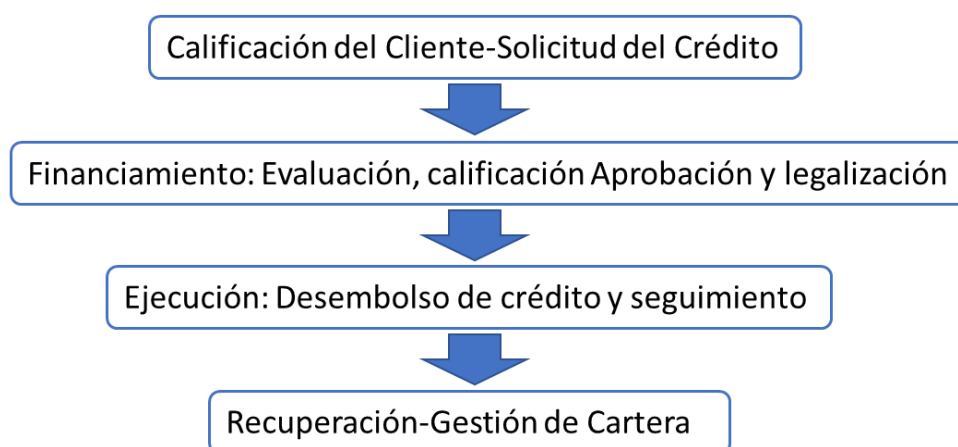 Calificación del Cliente-Solicitud del Crédito
Financiamiento: Evaluación, calificación Aprobación y legalización
Ejecución: Desembolso de crédito y seguimiento
Recuperación-Gestión de Cartera